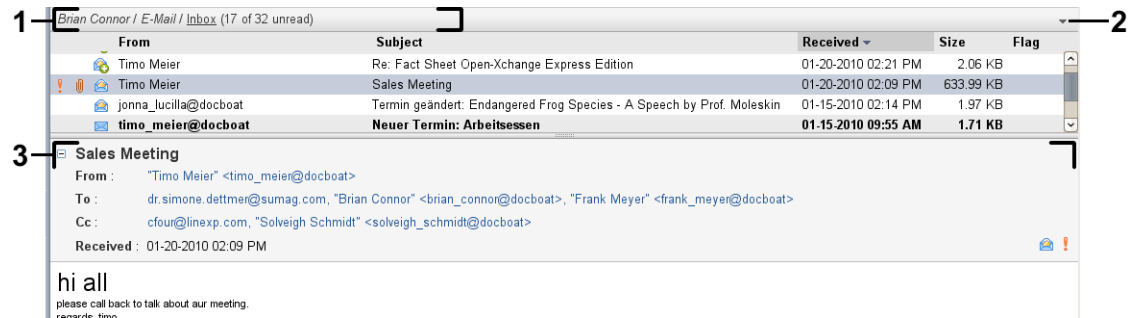 1 Brian Connor / E-Mail / Inbox (17 of 32 unread) 2
From Subject Received Size Flag
Timo Meier Re: Fact Sheet Open-Xchange Express Edition 01-20-2010 02:21 PM 2.06 KB
Timo Meier Sales Meeting 01-20-2010 02:09 PM 633.99 KB
jonna_lucilla@docboat Termin geändert: Endangered Frog Species - A Speech by Prof. Moleskin 01-15-2010 02:14 PM 1.97 KB
timo_meier@docboat Neuer Termin: Arbeitsessen 01-15-2010 09:55 AM 1.71 KB
3 Sales Meeting
From : "Timo Meier" <timo_meier@docboat>
To : dr.simone.dettmer@sumag.com, "Brian Connor" <brian_connor@docboat>, "Frank Meyer" <frank_meyer@docboat>
Cc : cfour@linexp.com, "Solveigh Schmidt" <solveigh_schmidt@docboat>
Received : 01-20-2010 02:09 PM
hi all
please call back to talk about aur meeting.
regards, timo